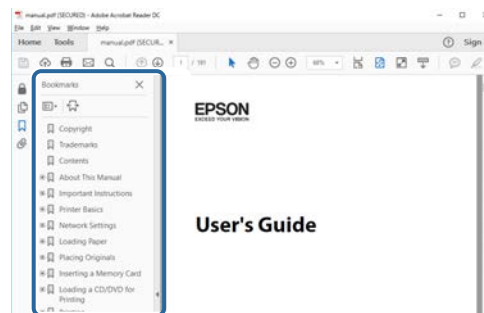 manual.pdf (SECURED) - Adobe Acrobat Reader DC
File Edit View Window Help
Home Tools manual.pdf (SECUR... × Sign
1 / 191
Bookmarks
Copyright
Trademarks
Contents
About This Manual
Important Instructions
Printer Basics
Network Settings
Loading Paper
Placing Originals
Inserting a Memory Card
Loading a CD/DVD for
Printing
EPSON
EXCEED YOUR VISION
User's Guide